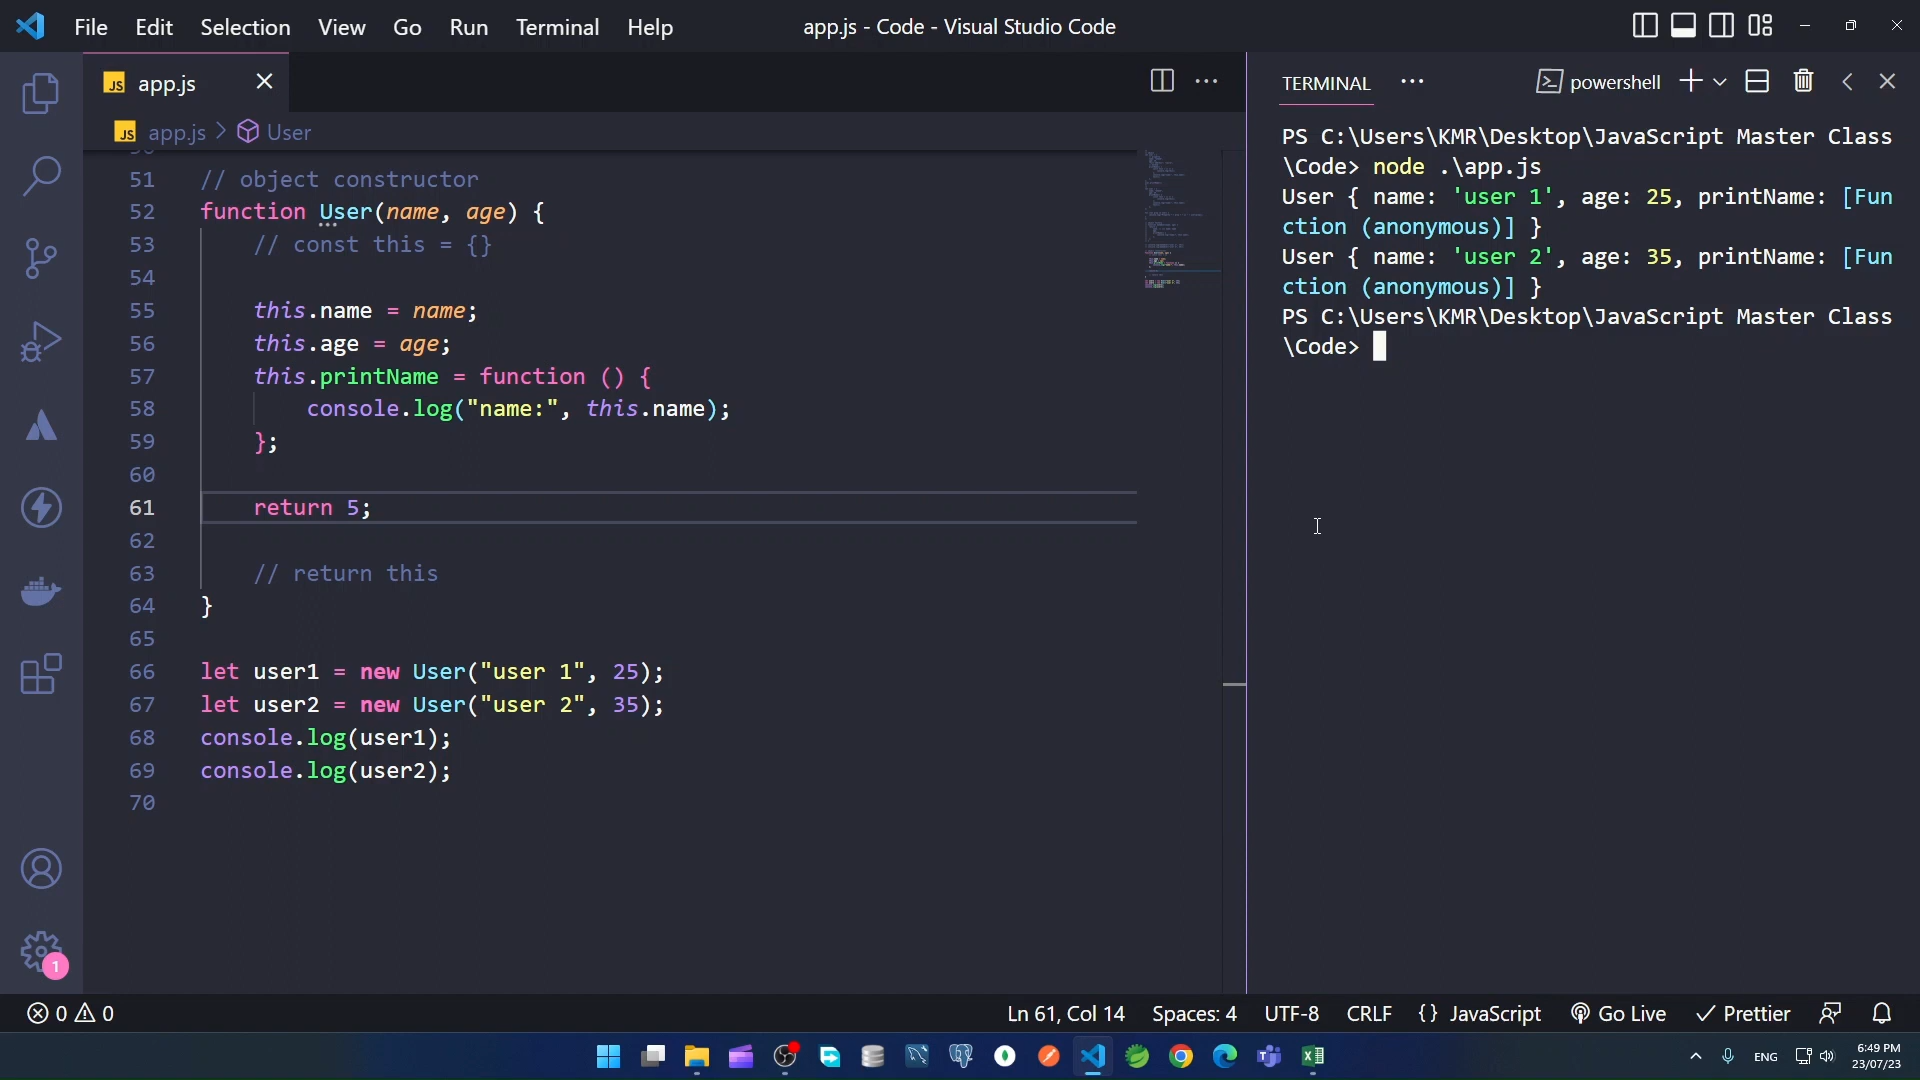 File Edit Selection View Go Run Terminal Help
app.js - Code - Visual Studio Code
JS app.js
JS app.js > User
51 // object constructor
52 function User(name, age) {
53 // const this = {}
54
55 this.name = name;
56 this.age = age;
57 this.printName = function () {
58 console.log("name:", this.name);
59 };
60
61 return 5;
62
63 // return this
64 }
65
66 let user1 = new User("user 1", 25);
67 let user2 = new User("user 2", 35);
68 console.log(user1);
69 console.log(user2);
70
TERMINAL
powershell
PS C:\Users\KMR\Desktop\JavaScript Master Class
\Code> node .\app.js
User { name: 'user 1', age: 25, printName: [Fun
ction (anonymous)] }
User { name: 'user 2', age: 35, printName: [Fun
ction (anonymous)] }
PS C:\Users\KMR\Desktop\JavaScript Master Class
\Code>
1
0 0
Ln 61, Col 14 Spaces: 4 UTF-8 CRLF {} JavaScript Go Live Prettier
ENG
6:49 PM
23/07/23